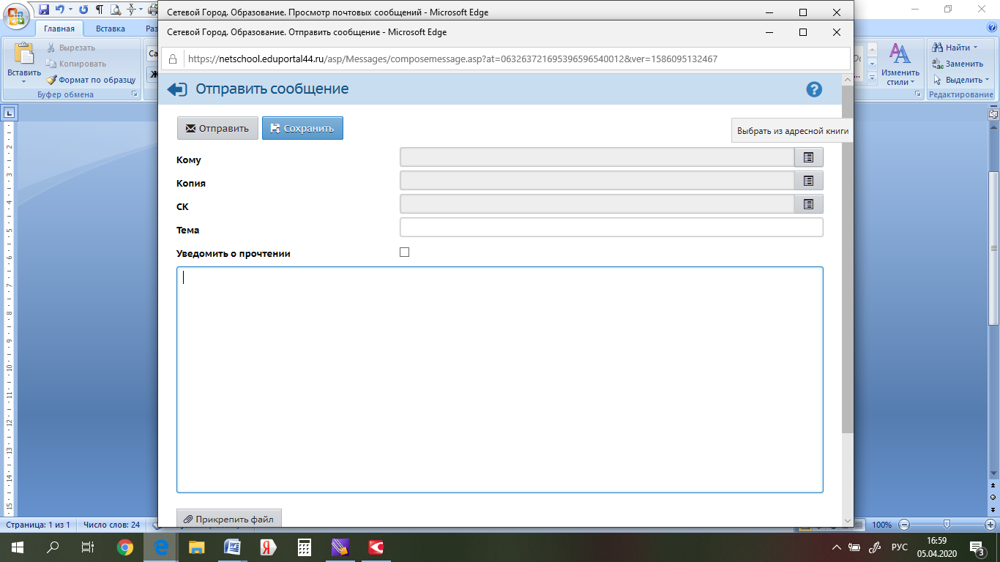 Сетевой Город. Образование. Просмотр почтовых сообщений - Microsoft Edge
Сетевой Город. Образование. Отправить сообщение - Microsoft Edge
https://netschool.eduportal44.ru/asp/Messages/composemessage.asp?at=0632637216953965965400​12&ver=1586095132467
Главная
Вставка
Раз
Вставить
Вырезать
Копировать
Формат по образцу
Буфер обмена
Са
Ж
Изменить
стили
Найти
Заменить
Выделить
Редактирование
Отправить сообщение
Отправить
Сохранить
Выбрать из адресной книги
Кому
Копия
СК
Тема
Уведомить о прочтении
Прикрепить файл
Страница: 1 из 1
Число слов: 24
100%
РУС
16:59
05.04.2020
3